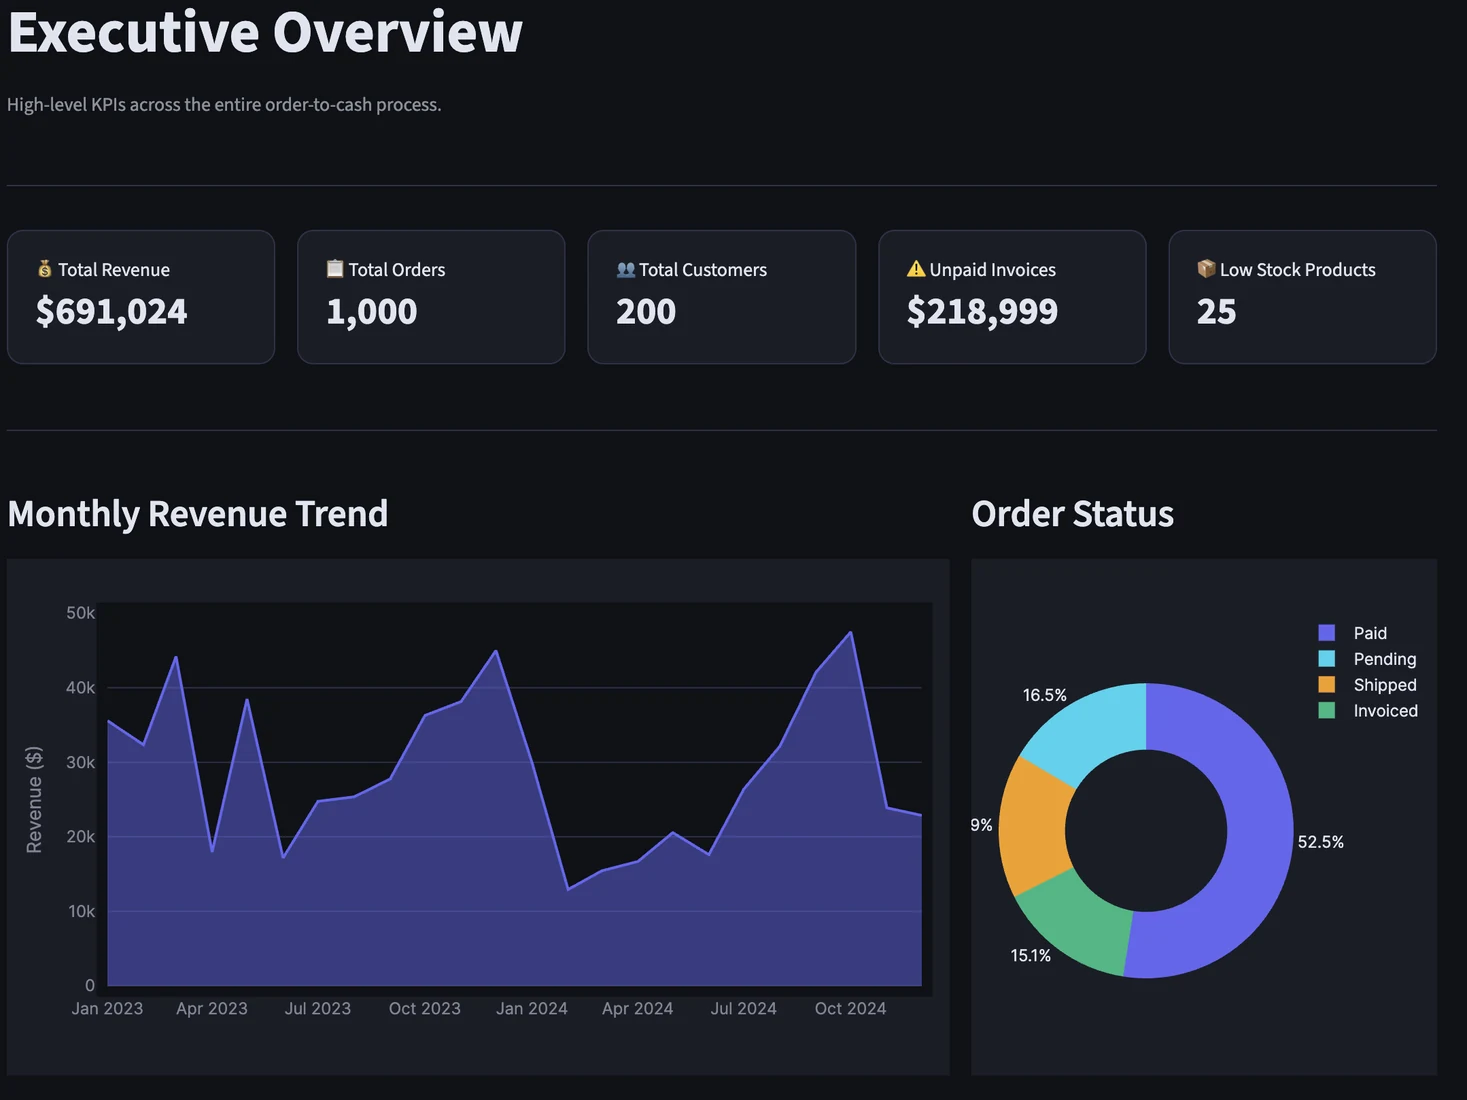 Executive Overview
High-level KPIs across the entire order-to-cash process.
💰 Total Revenue
$691,024
📋 Total Orders
1,000
👥 Total Customers
200
⚠️ Unpaid Invoices
$218,999
📦 Low Stock Products
25
Monthly Revenue Trend
Revenue ($)
50k
40k
30k
20k
10k
0
Jan 2023 Apr 2023 Jul 2023 Oct 2023 Jan 2024 Apr 2024 Jul 2024 Oct 2024
Order Status
Paid
Pending
Shipped
Invoiced
16.5%
9%
52.5%
15.1%